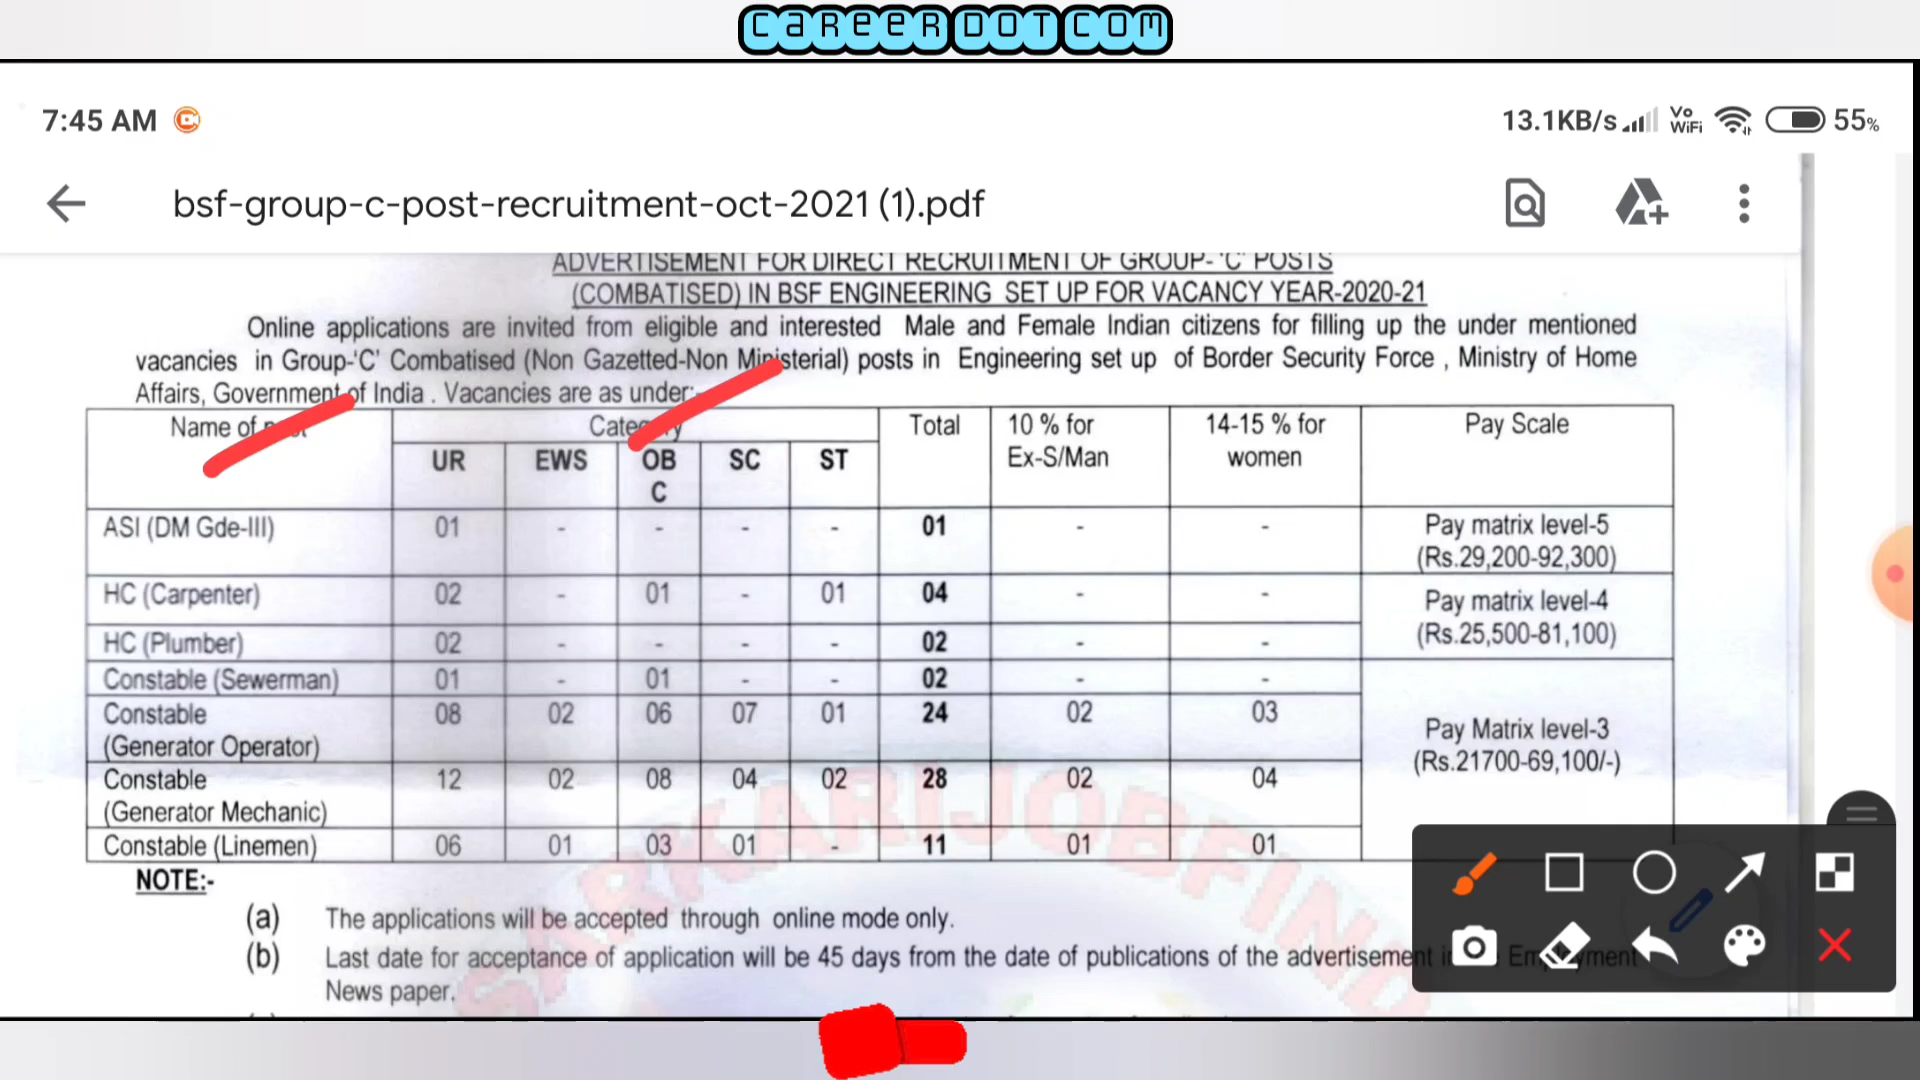 CAREER DOT COM
7:45 AM
13.1KB/s Vo WiFi 55%
bsf-group-c-post-recruitment-oct-2021 (1).pdf
ADVERTISEMENT FOR DIRECT RECRUITMENT OF GROUP- 'C' POSTS
(COMBATISED) IN BSF ENGINEERING SET UP FOR VACANCY YEAR-2020-21
Online applications are invited from eligible and interested Male and Female Indian citizens for filling up the under mentioned
vacancies in Group-'C' Combatised (Non Gazetted-Non Ministerial) posts in Engineering set up of Border Security Force , Ministry of Home
Affairs, Government of India . Vacancies are as under:-
Name of Category Total 10 % for Ex-S/Man 14-15 % for women Pay Scale
UR EWS OB C SC ST
ASI (DM Gde-III) 01 - - - - 01 - - Pay matrix level-5 (Rs.29,200-92,300)
HC (Carpenter) 02 - 01 - 01 04 - - Pay matrix level-4 (Rs.25,500-81,100)
HC (Plumber) 02 - - - - 02 - -
Constable (Sewerman) 01 - 01 - - 02 - -
Constable (Generator Operator) 08 02 06 07 01 24 02 03 Pay Matrix level-3 (Rs.21700-69,100/-)
Constable (Generator Mechanic) 12 02 08 04 02 28 02 04
Constable (Linemen) 06 01 03 01 - 11 01 01
NOTE:-
(a) The applications will be accepted through online mode only.
(b) Last date for acceptance of application will be 45 days from the date of publications of the advertisement
News paper.
SARKARIJOBFIND